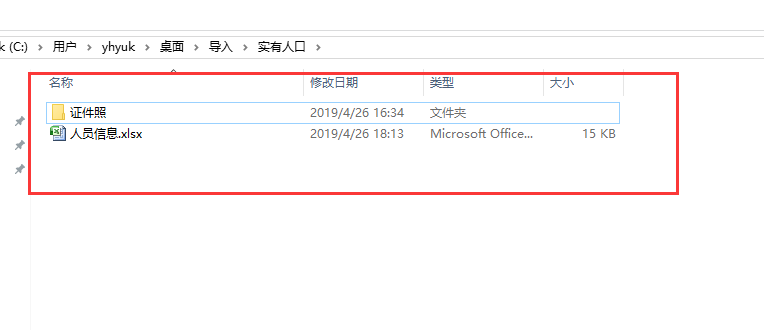 k (C:) › 用户 › yhyuk › 桌面 › 导入 › 实有人口 ›
名称 修改日期 类型 大小
证件照 2019/4/26 16:34 文件夹
人员信息.xlsx 2019/4/26 18:13 Microsoft Office... 15 KB